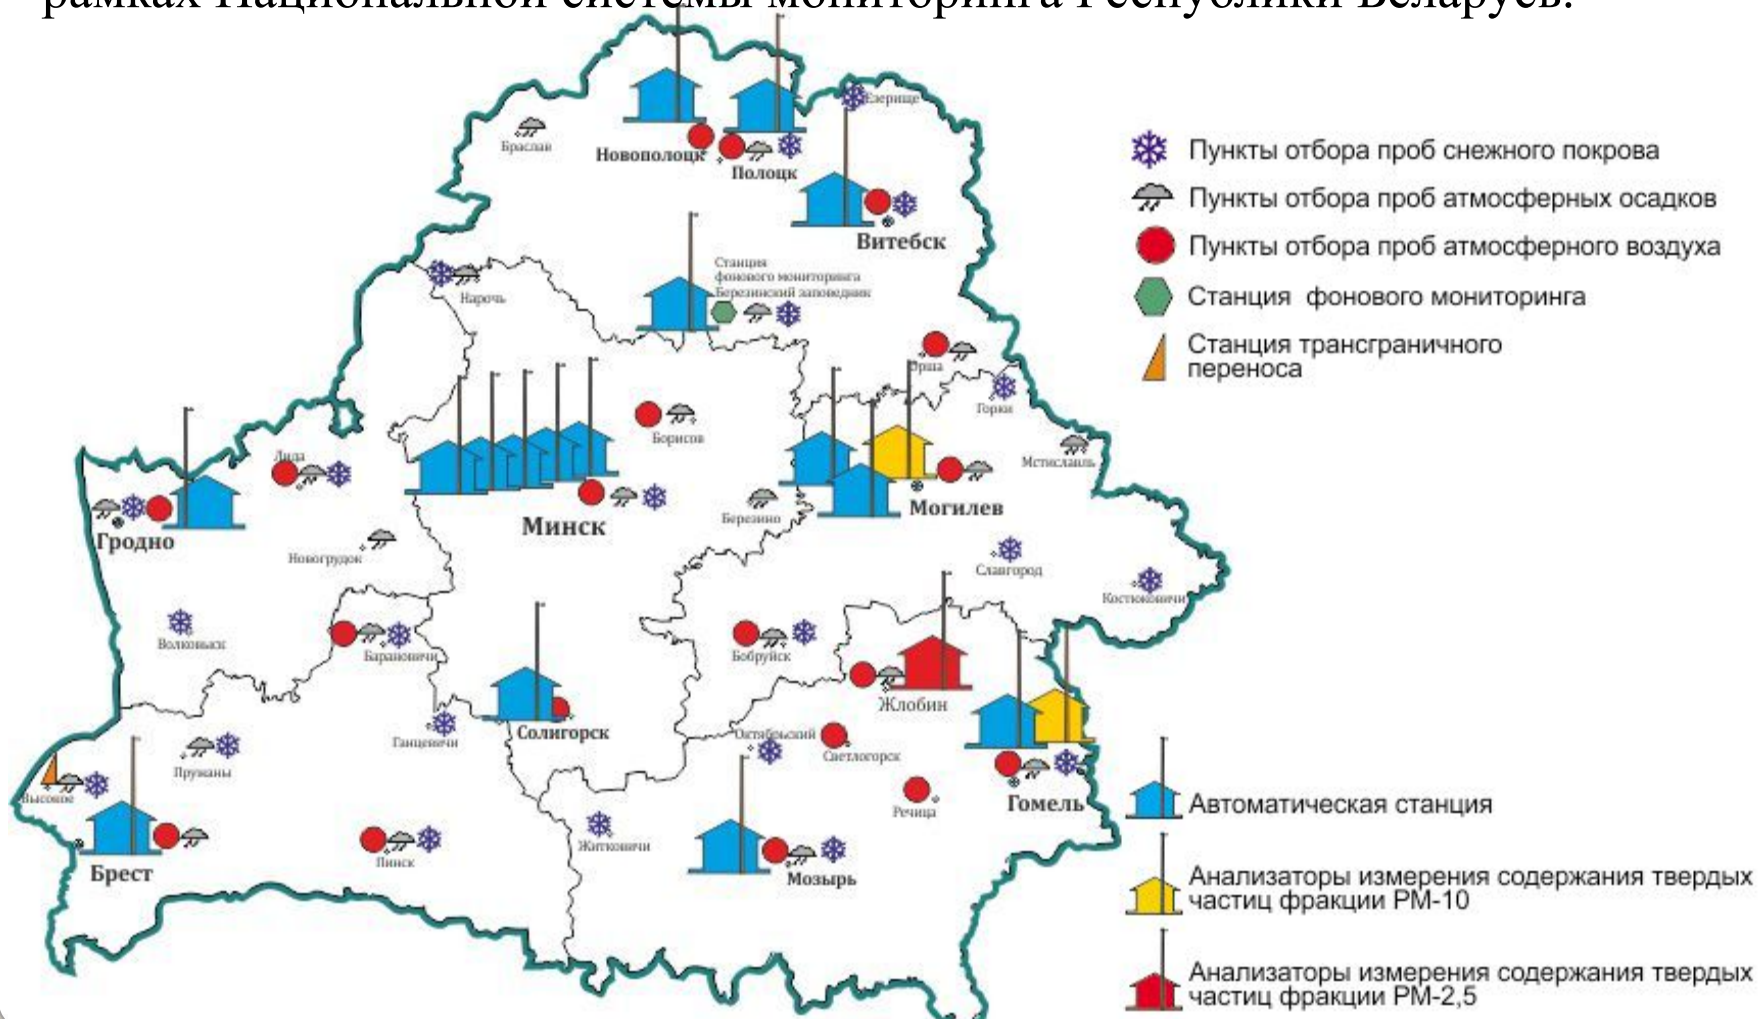 рамках Национальной системы мониторинга Республики Беларусь.
Езерище
Браслав
Новополоцк
Полоцк
Витебск
Станция
фонового мониторинга
Березинский заповедник
Нарочь
Орша
Горки
Борисов
Мстиславль
Лида
Минск
Березино
Могилев
Гродно
Новогрудок
Славгород
Костюковичи
Волковыск
Барановичи
Бобруйск
Жлобин
Ганцевичи
Солигорск
Октябрьский
Светлогорск
Пружаны
Высокое
Речица
Гомель
Житковичи
Пинск
Брест
Мозырь
Пункты отбора проб снежного покрова
Пункты отбора проб атмосферных осадков
Пункты отбора проб атмосферного воздуха
Станция фонового мониторинга
Станция трансграничного
переноса
Автоматическая станция
Анализаторы измерения содержания твердых
частиц фракции РМ-10
Анализаторы измерения содержания твердых
частиц фракции РМ-2,5